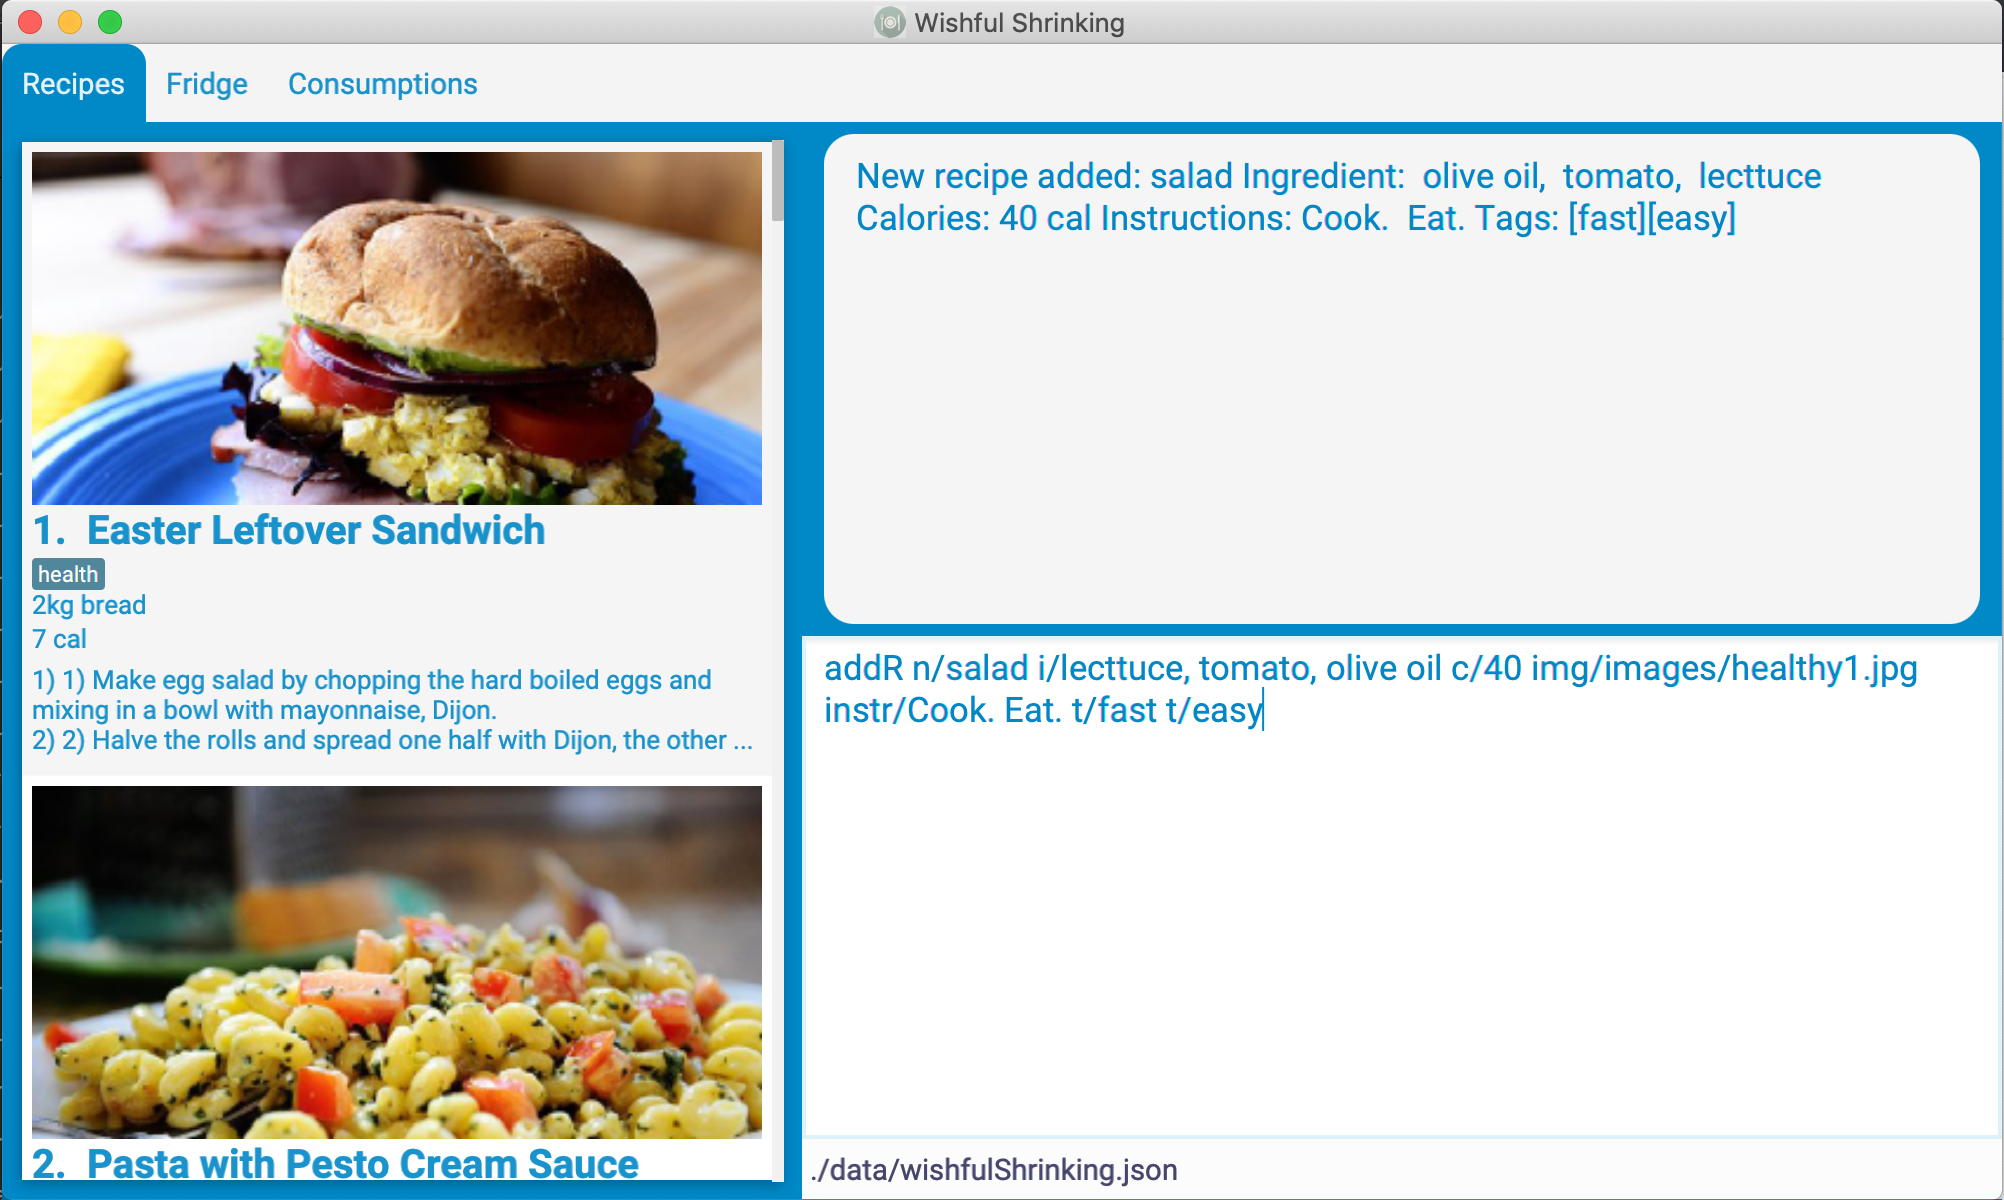 Wishful Shrinking
Recipes Fridge Consumptions
1. Easter Leftover Sandwich
health
2kg bread
7 cal
1) 1) Make egg salad by chopping the hard boiled eggs and
mixing in a bowl with mayonnaise, Dijon.
2) 2) Halve the rolls and spread one half with Dijon, the other ...
2. Pasta with Pesto Cream Sauce
New recipe added: salad Ingredient:  olive oil,  tomato,  lecttuce
Calories: 40 cal Instructions: Cook.  Eat. Tags: [fast][easy]
addR n/salad i/lecttuce, tomato, olive oil c/40 img/images/healthy1.jpg
instr/Cook. Eat. t/fast t/easy
./data/wishfulShrinking.json